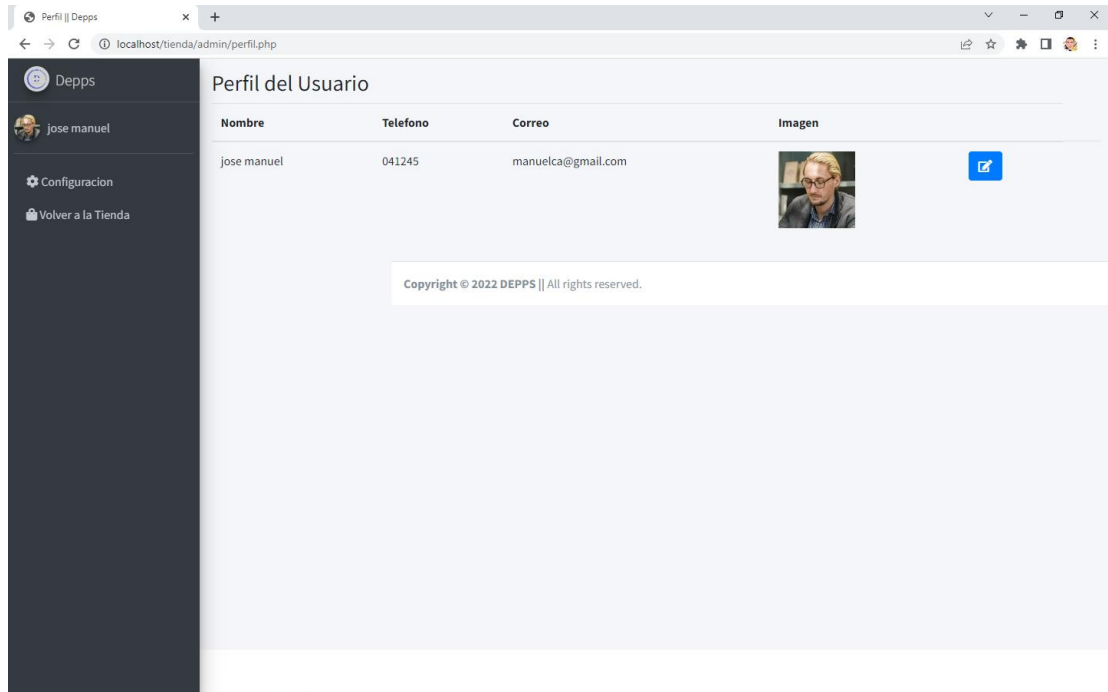 Perfil || Depps
localhost/tienda/admin/perfil.php
Depps
jose manuel
Configuracion
Volver a la Tienda
Perfil del Usuario
Nombre Telefono Correo Imagen
jose manuel 041245 manuelca@gmail.com
Copyright © 2022 DEPPS || All rights reserved.